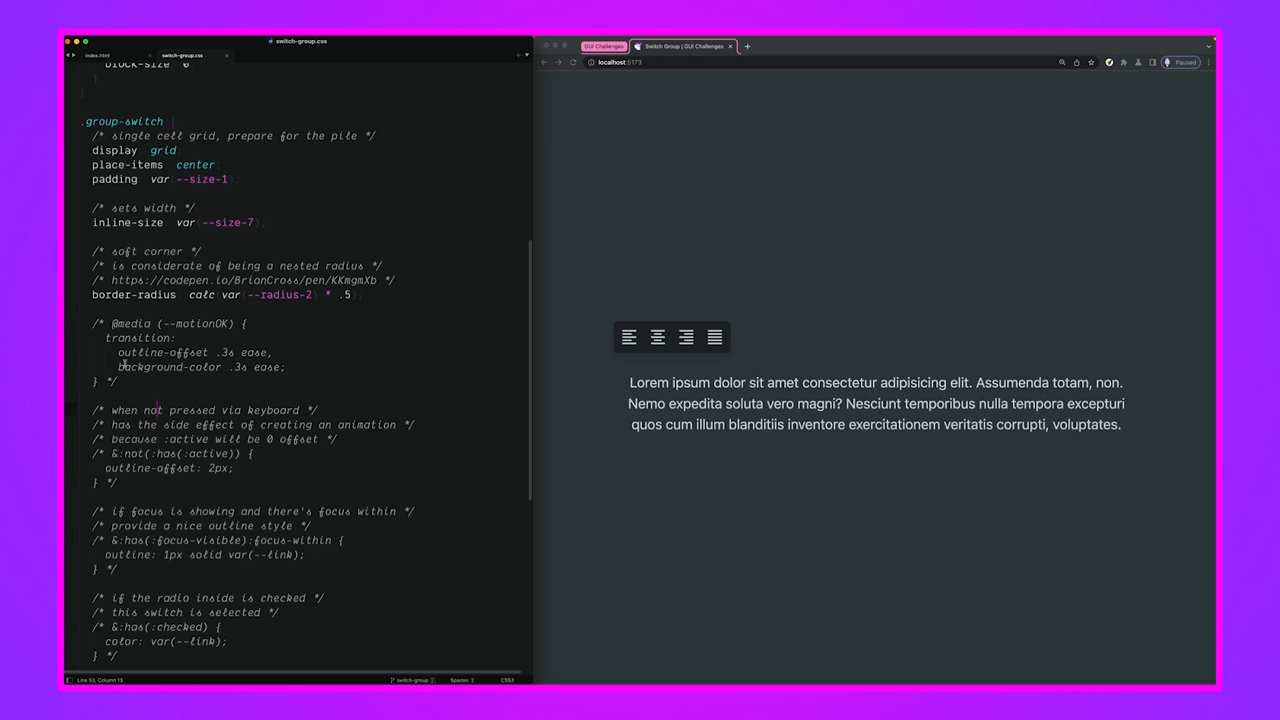 switch-group.css
index.html
switch-group.css
block-size 0
}
}
.group-switch {
/* single cell grid, prepare for the pile */
display grid
place-items center
padding var(--size-1);
/* sets width */
inline-size var(--size-7);
/* soft corner */
/* is considerate of being a nested radius */
/* https://codepen.io/BrianCross/pen/KKmgmXb */
border-radius calc(var(--radius-2) * .5);
/* @media (--motionOK) {
transition:
outline-offset .3s ease,
background-color .3s ease;
} */
/* when not pressed via keyboard */
/* has the side effect of creating an animation */
/* because :active will be 0 offset */
/* &:not(:has(:active)) {
outline-offset: 2px;
} */
/* if focus is showing and there's focus within */
/* provide a nice outline style */
/* &:has(:focus-visible):focus-within {
outline: 1px solid var(--link);
} */
/* if the radio inside is checked */
/* this switch is selected */
/* &:has(:checked) {
color: var(--link);
} */
Line 53, Column 13
switch-group 2
Spaces: 2
CSS3
GUI Challenges
Switch Group | GUI Challenges
localhost:5173
Paused
Lorem ipsum dolor sit amet consectetur adipisicing elit. Assumenda totam, non.
Nemo expedita soluta vero magni? Nesciunt temporibus nulla tempora excepturi
quos cum illum blanditiis inventore exercitationem veritatis corrupti, voluptates.